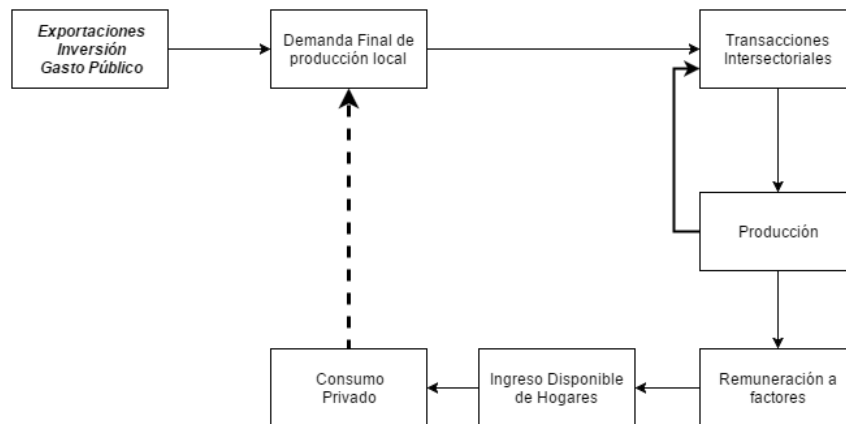 Exportaciones
Inversión
Gasto Público
Demanda Final de
producción local
Transacciones
Intersectoriales
Producción
Consumo
Privado
Ingreso Disponible
de Hogares
Remuneración a
factores